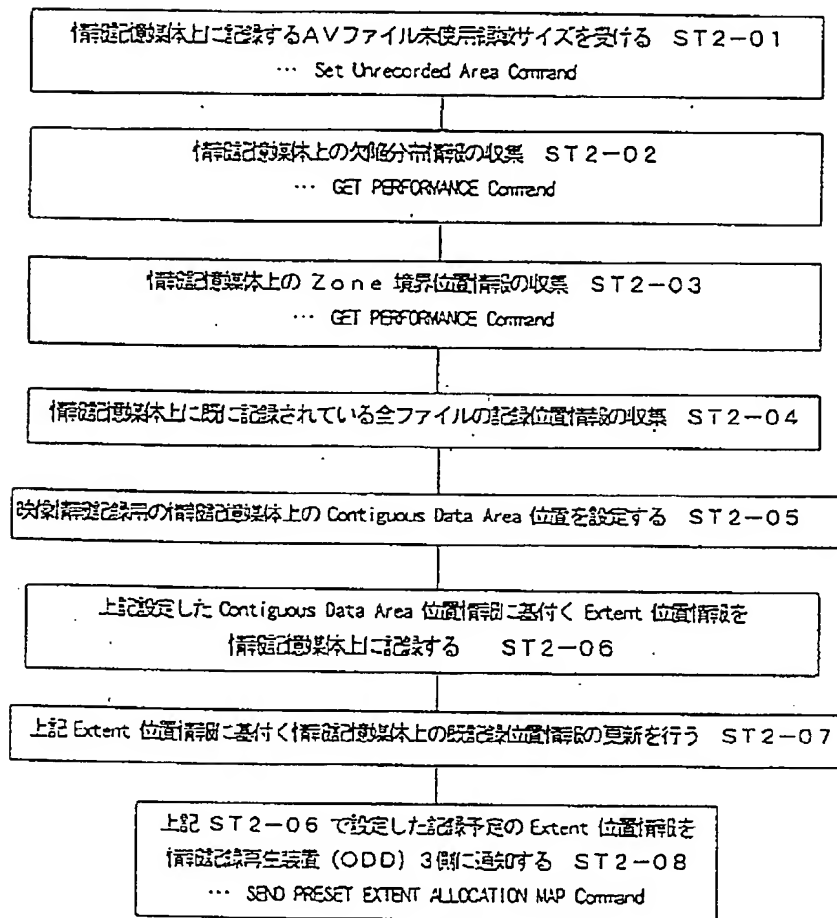 情報記憶媒体上に記録するAVファイル未使用領域サイズを受ける ST2-01
… Set Unrecorded Area Command
情報記憶媒体上の欠陥分布情報の収集 ST2-02
… GET PERFORMANCE Command
情報記憶媒体上の Zone 境界位置情報の収集 ST2-03
… GET PERFORMANCE Command
情報記憶媒体上に既に記録されている全ファイルの記録位置情報の収集 ST2-04
映像情報記録用の情報記憶媒体上の Contiguous Data Area 位置を設定する ST2-05
上記設定した Contiguous Data Area 位置情報に基付く Extent 位置情報を
情報記憶媒体上に記録する ST2-06
上記 Extent 位置情報に基付く情報記憶媒体上の既記録位置情報の更新を行う ST2-07
上記 ST2-06 で設定した記録予定の Extent 位置情報を
情報記録再生装置 (ODD) 3側に通知する ST2-08
… SEND PRESET EXTENT ALLOCATION MAP Command